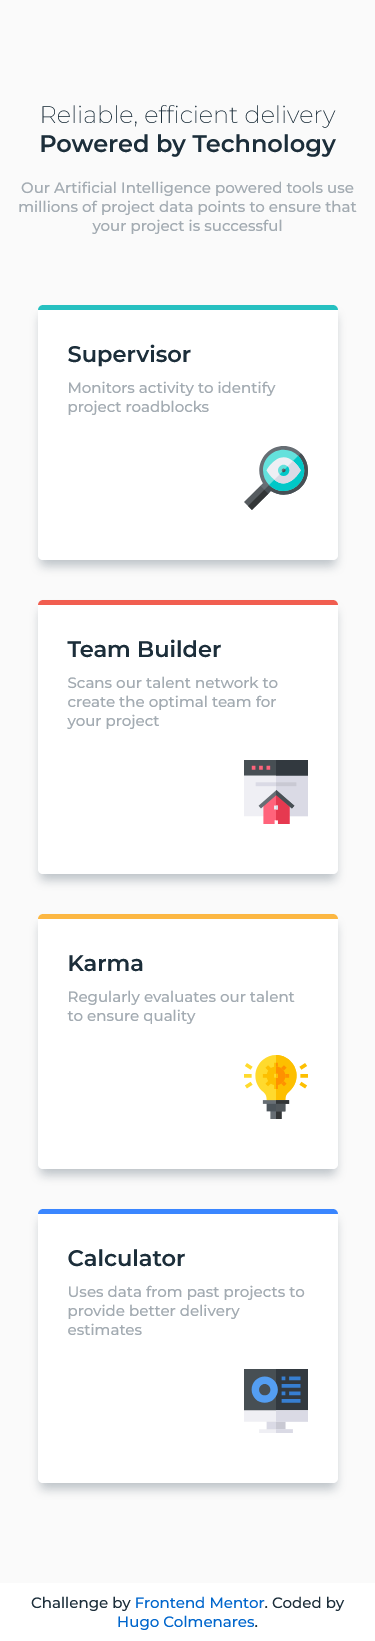 Reliable, efficient delivery
Powered by Technology
Our Artificial Intelligence powered tools use
millions of project data points to ensure that
your project is successful
Supervisor
Monitors activity to identify
project roadblocks
Team Builder
Scans our talent network to
create the optimal team for
your project
Karma
Regularly evaluates our talent
to ensure quality
Calculator
Uses data from past projects to
provide better delivery
estimates
Challenge by Frontend Mentor. Coded by
Hugo Colmenares.